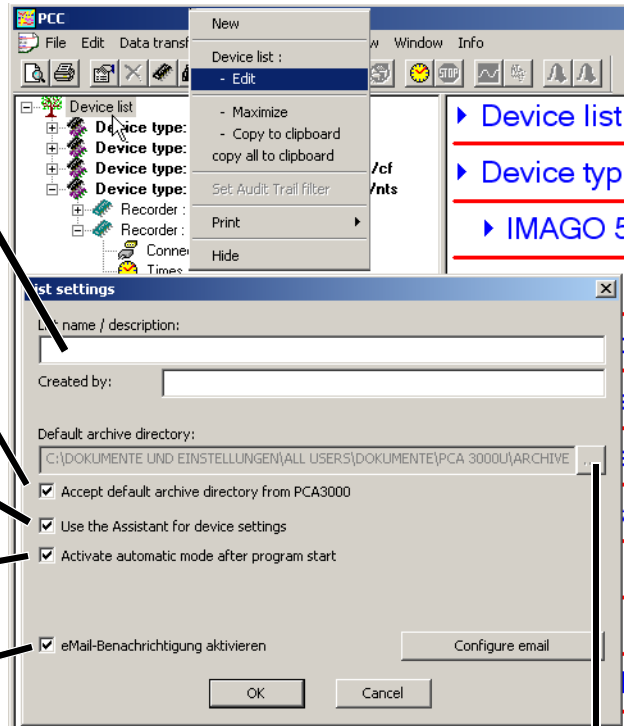 PCC
File Edit Data transf
w Window Info
New
Device list :
- Edit
- Maximize
- Copy to clipboard
copy all to clipboard
Set Audit Trail filter
Print
Hide
STOP
Device list
Device type:
Device type:
Device type: /cf
Device type: /nts
Recorder :
Recorder :
Conne
Times
Device list
Device typ
IMAGO 5
ist settings
List name / description:
Created by:
Default archive directory:
C:\DOKUMENTE UND EINSTELLUNGEN\ALL USERS\DOKUMENTE\PCA 3000U\ARCHIVE ...
Accept default archive directory from PCA3000
Use the Assistant for device settings
Activate automatic mode after program start
eMail-Benachrichtigung aktivieren
Configure email
OK Cancel